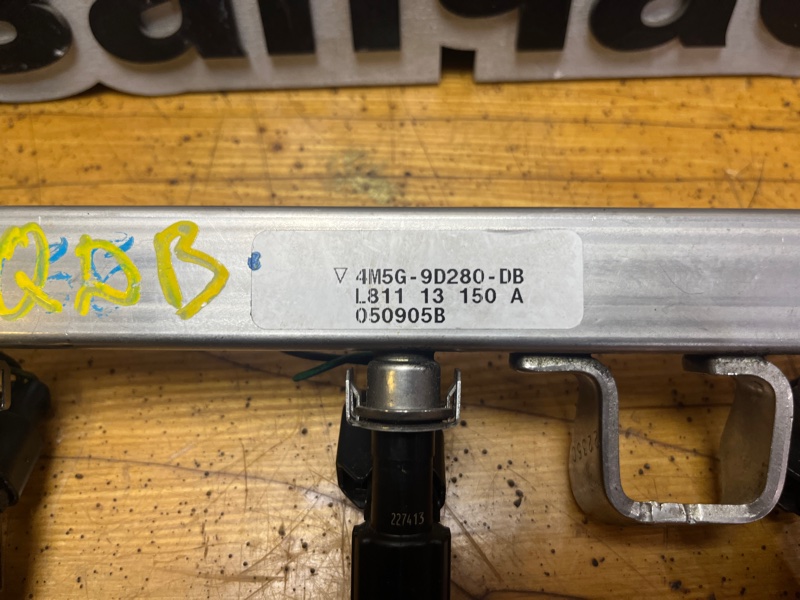 QDB
▽ 4M5G-9D280-DB
L811 13 150 A
050905B
227413